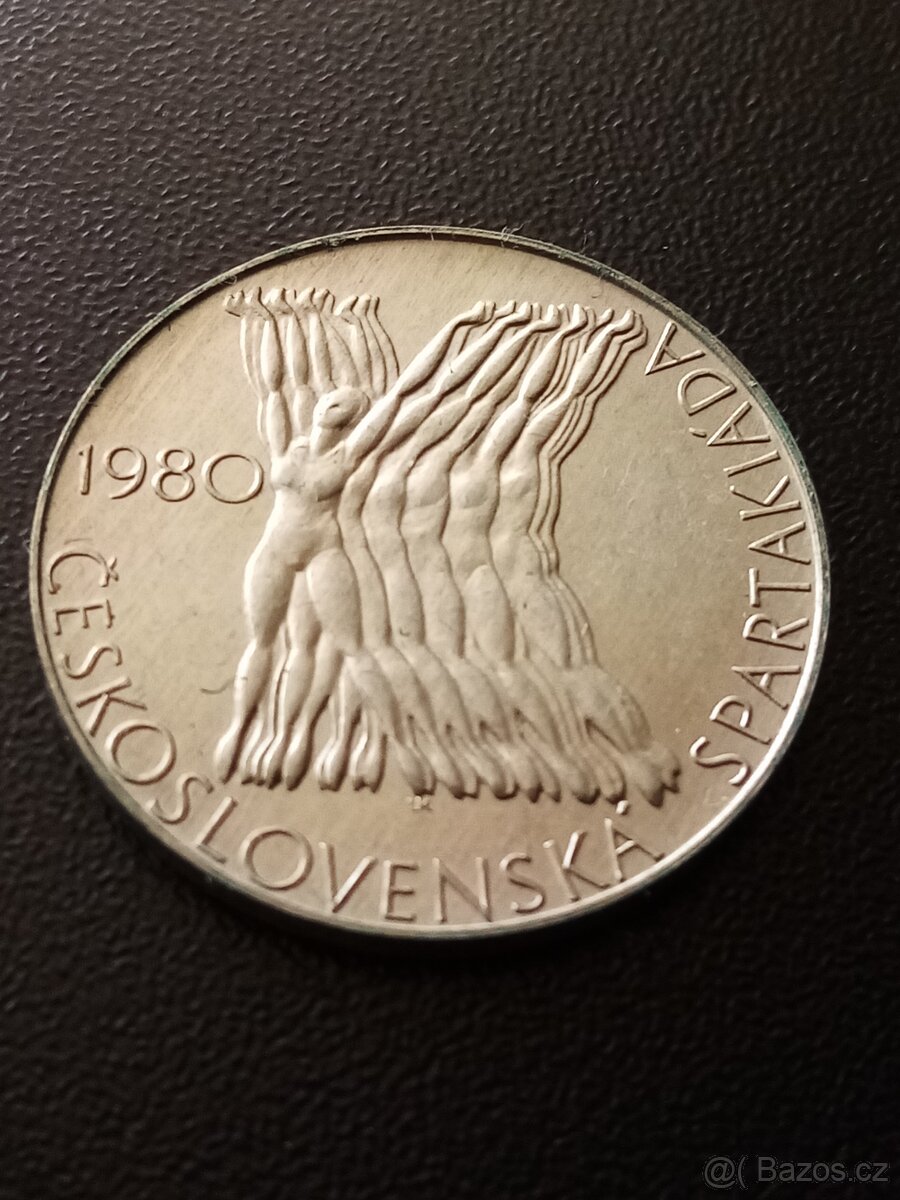 1980
ČESKOSLOVENSKÁ SPARTAKIÁDA
@( Bazos.cz